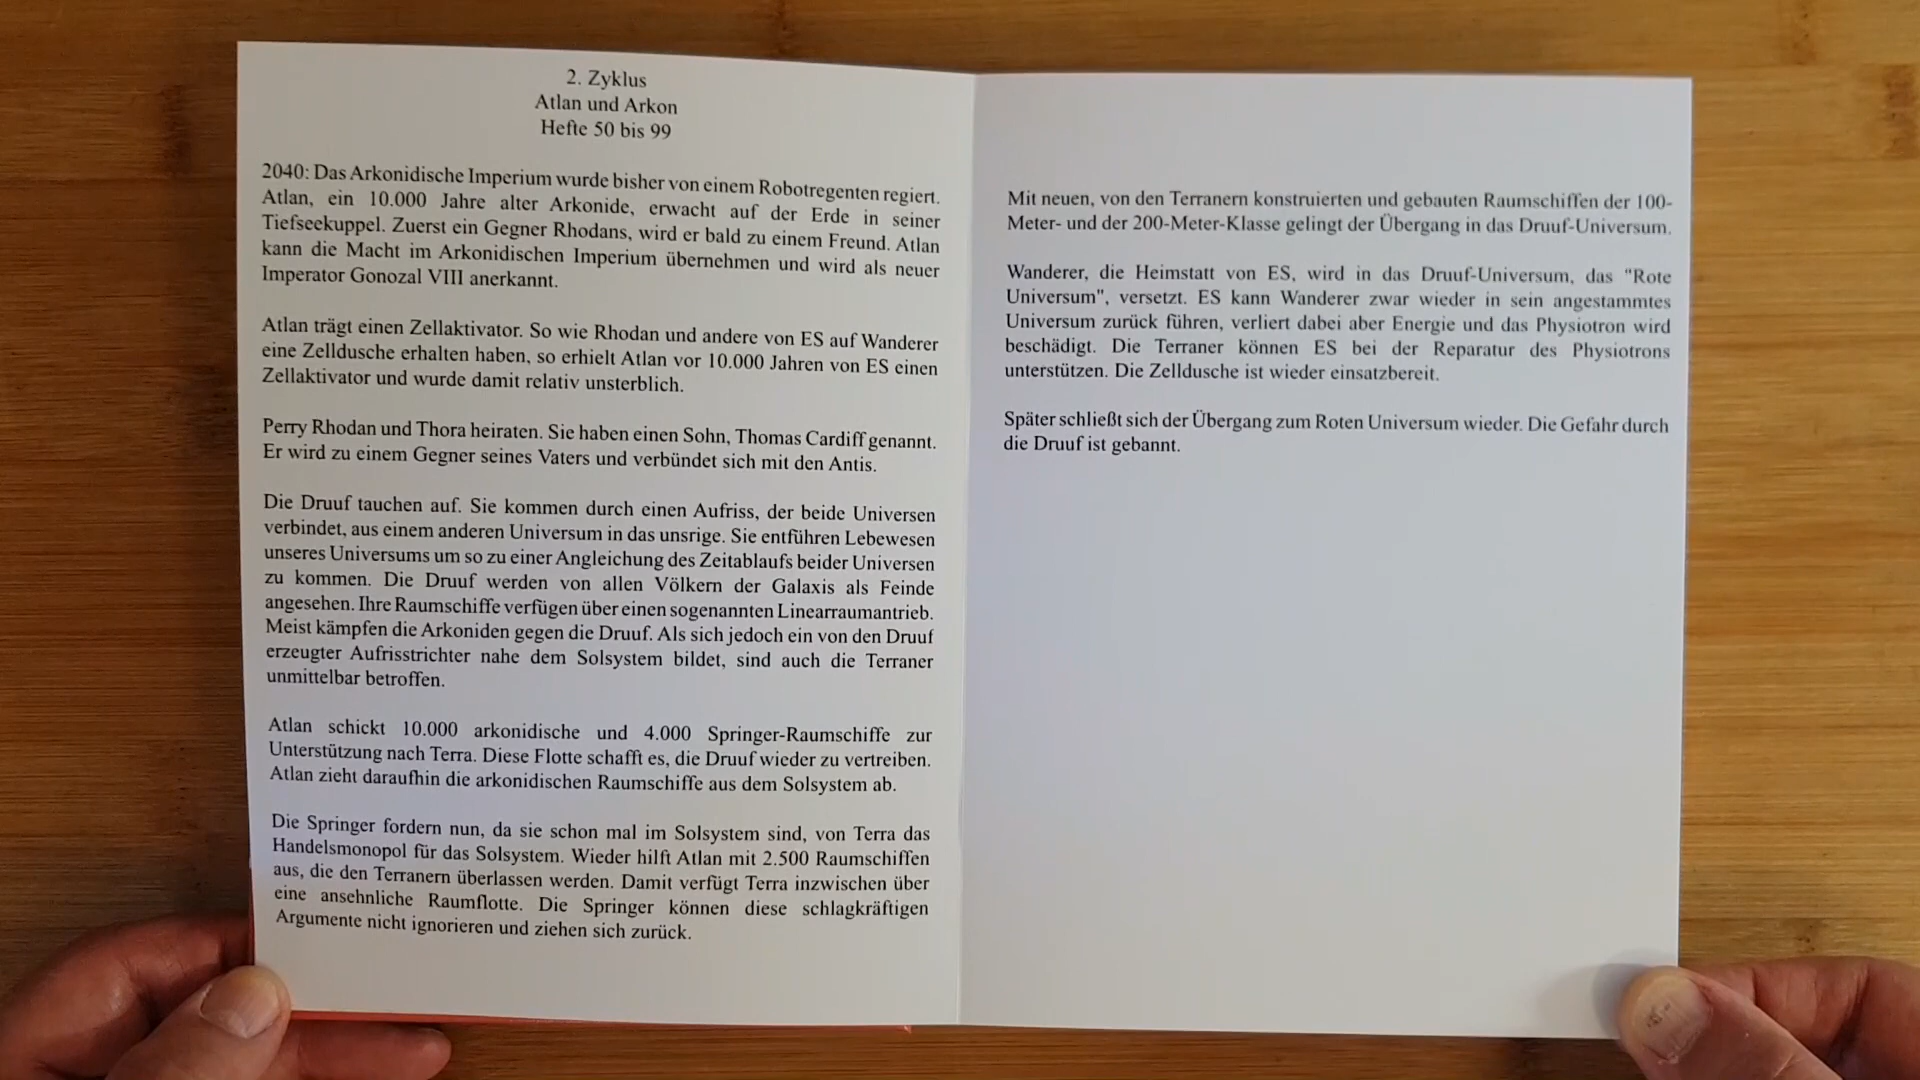 2. Zyklus
Atlan und Arkon
Hefte 50 bis 99
2040: Das Arkonidische Imperium wurde bisher von einem Robotregenten regiert.
Atlan, ein 10.000 Jahre alter Arkonide, erwacht auf der Erde in seiner
Tiefseekuppel. Zuerst ein Gegner Rhodans, wird er bald zu einem Freund. Atlan
kann die Macht im Arkonidischen Imperium übernehmen und wird als neuer
Imperator Gonozal VIII anerkannt.
Atlan trägt einen Zellaktivator. So wie Rhodan und andere von ES auf Wanderer
eine Zelldusche erhalten haben, so erhielt Atlan vor 10.000 Jahren von ES einen
Zellaktivator und wurde damit relativ unsterblich.
Perry Rhodan und Thora heiraten. Sie haben einen Sohn, Thomas Cardiff genannt.
Er wird zu einem Gegner seines Vaters und verbündet sich mit den Antis.
Die Druuf tauchen auf. Sie kommen durch einen Aufriss, der beide Universen
verbindet, aus einem anderen Universum in das unsrige. Sie entführen Lebewesen
unseres Universums um so zu einer Angleichung des Zeitablaufs beider Universen
zu kommen. Die Druuf werden von allen Völkern der Galaxis als Feinde
angesehen. Ihre Raumschiffe verfügen über einen sogenannten Linearraumantrieb.
Meist kämpfen die Arkoniden gegen die Druuf. Als sich jedoch ein von den Druuf
erzeugter Aufrisstrichter nahe dem Solsystem bildet, sind auch die Terraner
unmittelbar betroffen.
Atlan schickt 10.000 arkonidische und 4.000 Springer-Raumschiffe zur
Unterstützung nach Terra. Diese Flotte schafft es, die Druuf wieder zu vertreiben.
Atlan zieht daraufhin die arkonidischen Raumschiffe aus dem Solsystem ab.
Die Springer fordern nun, da sie schon mal im Solsystem sind, von Terra das
Handelsmonopol für das Solsystem. Wieder hilft Atlan mit 2.500 Raumschiffen
aus, die den Terranern überlassen werden. Damit verfügt Terra inzwischen über
eine ansehnliche Raumflotte. Die Springer können diese schlagkräftigen
Argumente nicht ignorieren und ziehen sich zurück.
Mit neuen, von den Terranern konstruierten und gebauten Raumschiffen der 100-
Meter- und der 200-Meter-Klasse gelingt der Übergang in das Druuf-Universum.
Wanderer, die Heimstatt von ES, wird in das Druuf-Universum, das "Rote
Universum", versetzt. ES kann Wanderer zwar wieder in sein angestammtes
Universum zurück führen, verliert dabei aber Energie und das Physiotron wird
beschädigt. Die Terraner können ES bei der Reparatur des Physiotrons
unterstützen. Die Zelldusche ist wieder einsatzbereit.
Später schließt sich der Übergang zum Roten Universum wieder. Die Gefahr durch
die Druuf ist gebannt.